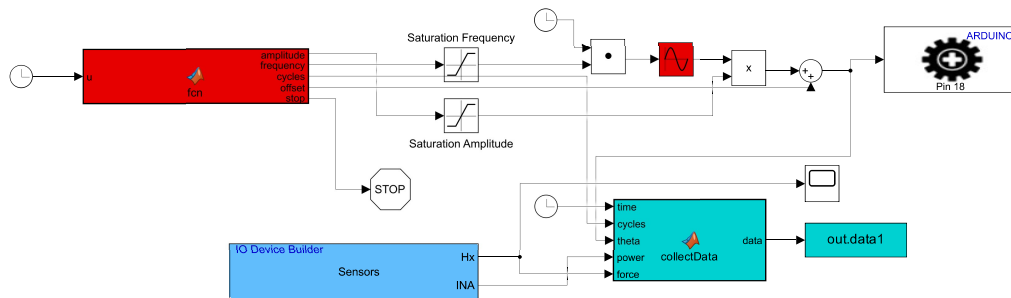 Saturation Frequency
ARDUINO
Pin 18
u
fcn
amplitude
frequency
cycles
offset
stop
x
+
+
Saturation Amplitude
STOP
IO Device Builder
Sensors
Hx
INA
time
cycles
theta
power
force
collectData
data
out.data1